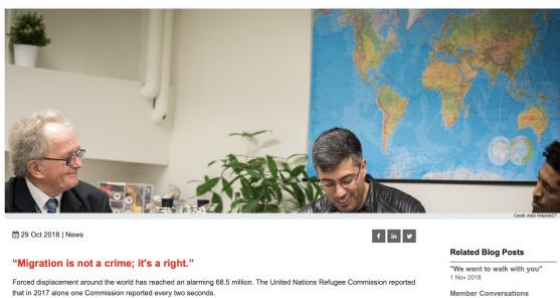 29 Oct 2018 | News
"Migration is not a crime; it's a right."
Forced displacement around the world has reached an alarming 68.5 million. The United Nations Refugee Commission reported
that in 2017 alone one Commission reported every two seconds.
Related Blog Posts
"We want to walk with you"
1 Nov 2018
Member Conversations